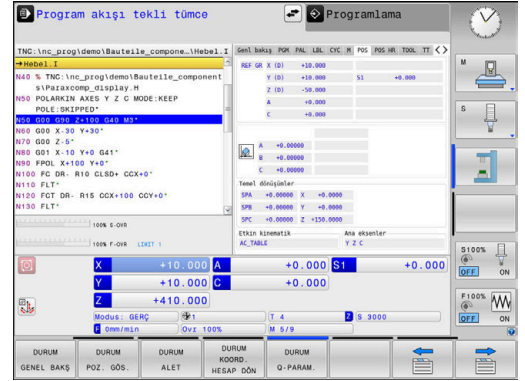 Program akışı tekli tümce
Programlama
TNC:\nc_prog\demo\Bauteile_compone…\Hebel.I
→Hebel.I
N40 % TNC:\nc_prog\demo\Bauteile_component
s\Paraxcomp_display.H
N50 POLARKIN AXES Y Z C MODE:KEEP
POLE:SKIPPED*
N50 G00 G90 Z+100 G40 M3*
N60 G00 X-30 Y+30*
N70 G00 Z-5*
N80 G01 X-10 Y+0 G41*
N90 FPOL X+100 Y+0*
N100 FC DR- R10 CLSD+ CCX+0*
N110 FLT*
N120 FCT DR- R15 CCX+100 CCY+0*
N130 FLT*
100% S-OVR
100% F-OVR LIMIT 1
Genl bakış PGM PAL LBL CYC M POS POS HR TOOL TT
REF GR X (D) +10.000
Y (D) +10.000 S1 +0.000
Z (D) -50.000
A +0.000
C +0.000
A +0.00000
B +0.00000
C +0.00000
Temel dönüşümler
SPA +0.00000 X +0.0000
SPB +0.00000 Y +0.0000
SPC +0.00000 Z +150.0000
Etkin kinematik Ana eksenler
AC_TABLE Y Z C
X +10.000 A +0.000 S1 +0.000
Y +10.000 C +0.000
Z +410.000
Modus: GERÇ 1 T 4 Z S 3000
F 0mm/min Ovr 100% M 5/9
M
S
S100%
OFF ON
F100% WW
OFF ON
DURUM
GENEL BAKŞ
DURUM
POZ. GÖS.
DURUM
ALET
DURUM
KOORD.
HESAP DÖN
DURUM
Q-PARAM.